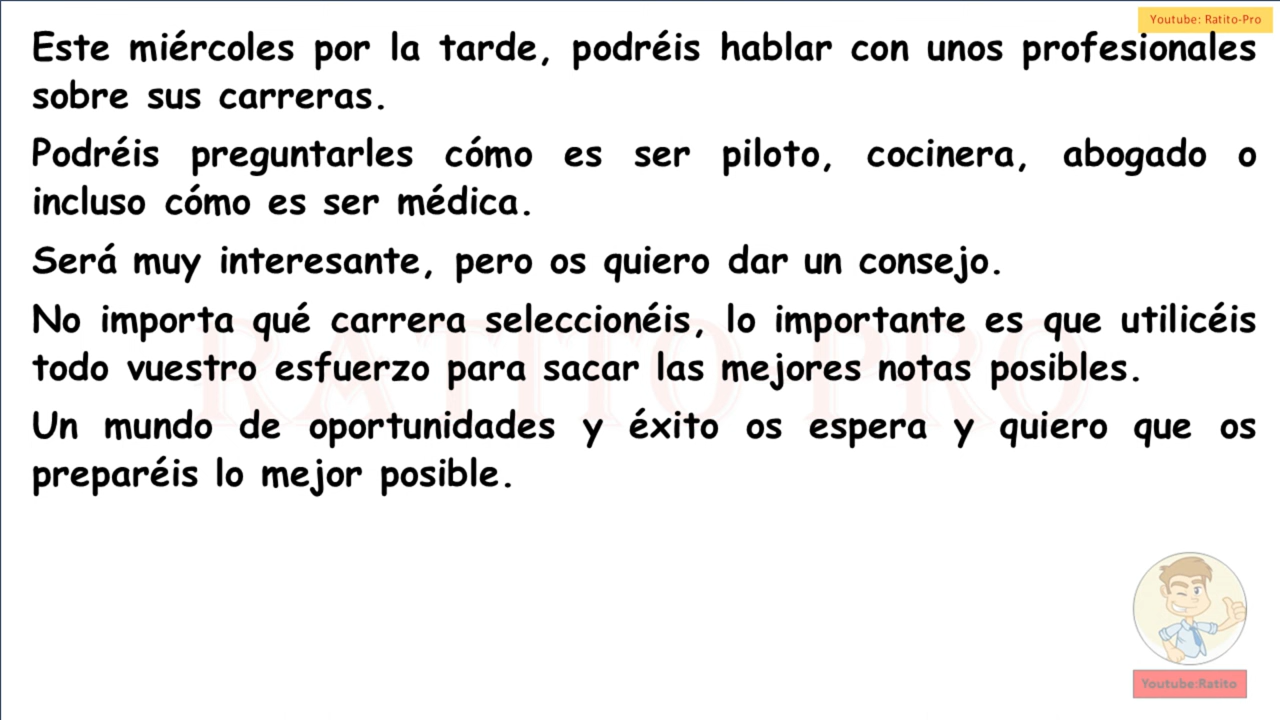 Youtube: Ratito-Pro
Este miércoles por la tarde, podréis hablar con unos profesionales
sobre sus carreras.
Podréis preguntarles cómo es ser piloto, cocinera, abogado o
incluso cómo es ser médica.
Será muy interesante, pero os quiero dar un consejo.
No importa qué carrera seleccionéis, lo importante es que utilicéis
todo vuestro esfuerzo para sacar las mejores notas posibles.
Un mundo de oportunidades y éxito os espera y quiero que os
preparéis lo mejor posible.
RATITO-PRO
Youtube:Ratito